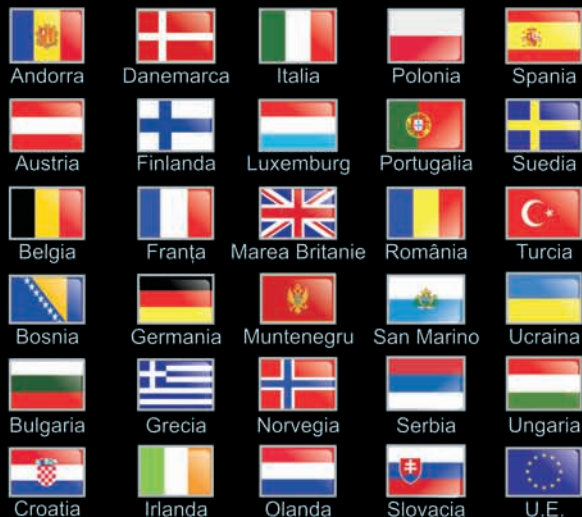 Andorra Danemarca Italia Polonia Spania
Austria Finlanda Luxemburg Portugalia Suedia
Belgia Franța Marea Britanie România Turcia
Bosnia Germania Muntenegru San Marino Ucraina
Bulgaria Grecia Norvegia Serbia Ungaria
Croatia Irlanda Olanda Slovacia U.E.